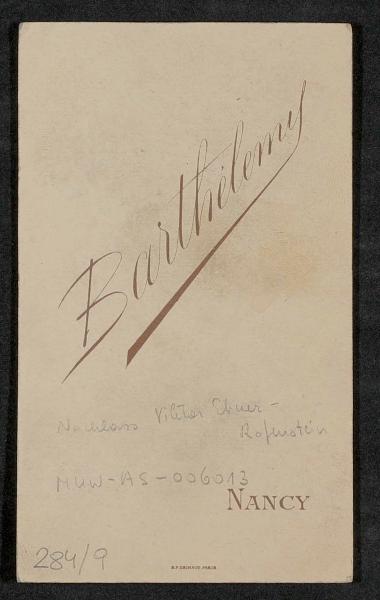 Barthélemy
Nachlass Viktor Ebner-
Rofenstein
MUW-AS-006013
NANCY
284/9